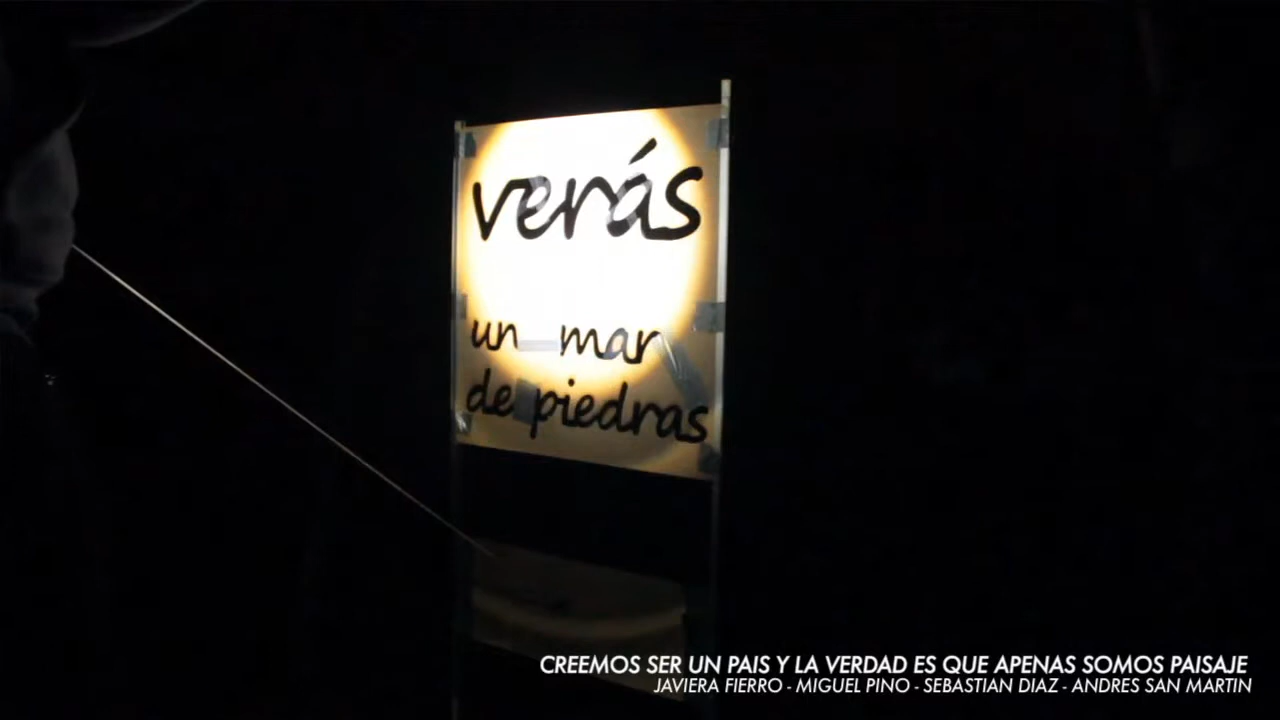 verás
un mar
de piedras
CREEMOS SER UN PAIS Y LA VERDAD ES QUE APENAS SOMOS PAISAJE
JAVIERA FIERRO - MIGUEL PINO - SEBASTIAN DIAZ - ANDRES SAN MARTIN